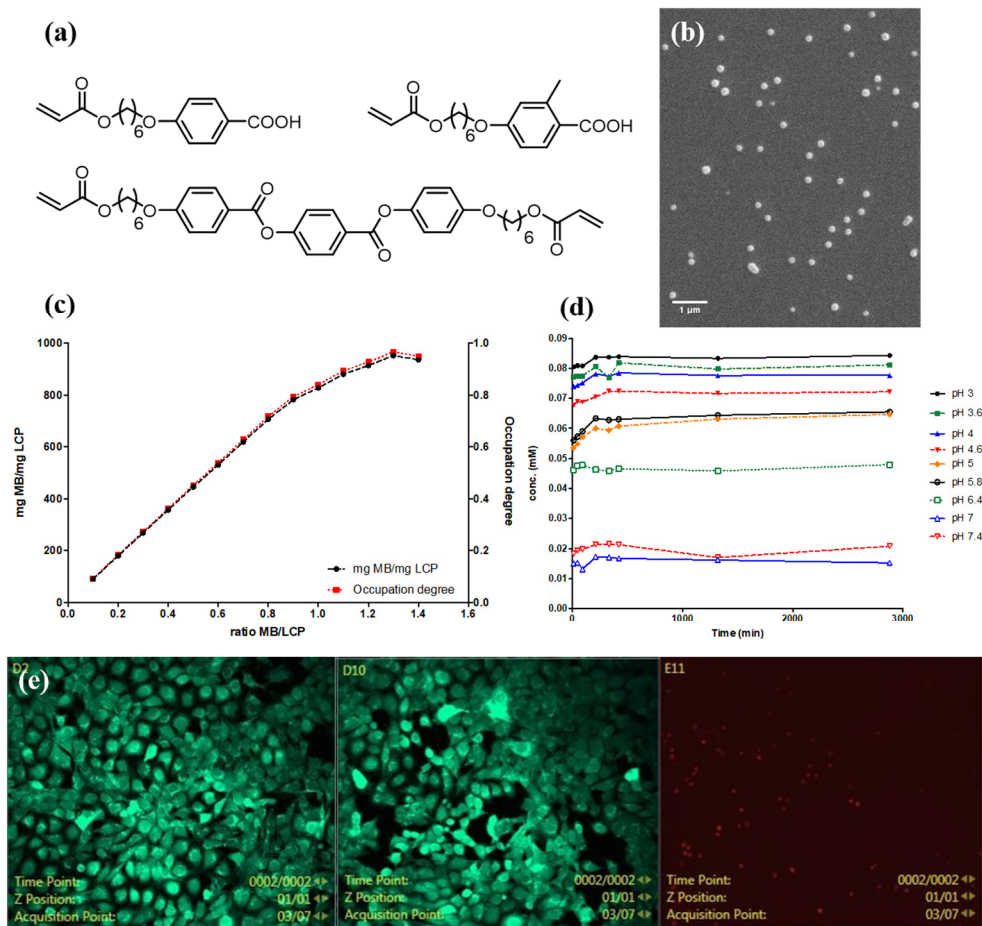 (a)
O
O
( )
6
O
COOH
O
O
( )
6
O
COOH
O
O
( )
6
O
O
O
O
O
O
( )
6
O
O
(b)
1 µm
(c)
1000
800
600
400
200
0
mg MB/mg LCP
1.0
0.8
0.6
0.4
0.2
0.0
Occupation degree
mg MB/mg LCP
Occupation degree
0.0 0.2 0.4 0.6 0.8 1.0 1.2 1.4 1.6
ratio MB/LCP
(d)
0.09
0.08
0.07
0.06
0.05
0.04
0.03
0.02
0.01
0.00
conc. (mM)
0 1000 2000 3000
Time (min)
pH 3
pH 3.6
pH 4
pH 4.6
pH 5
pH 5.8
pH 6.4
pH 7
pH 7.4
(e)
D2
Time Point: 0002/0002
Z Position: 01/01
Acquisition Point: 03/07
D10
Time Point: 0002/0002
Z Position: 01/01
Acquisition Point: 03/07
E11
Time Point: 0002/0002
Z Position: 01/01
Acquisition Point: 03/07